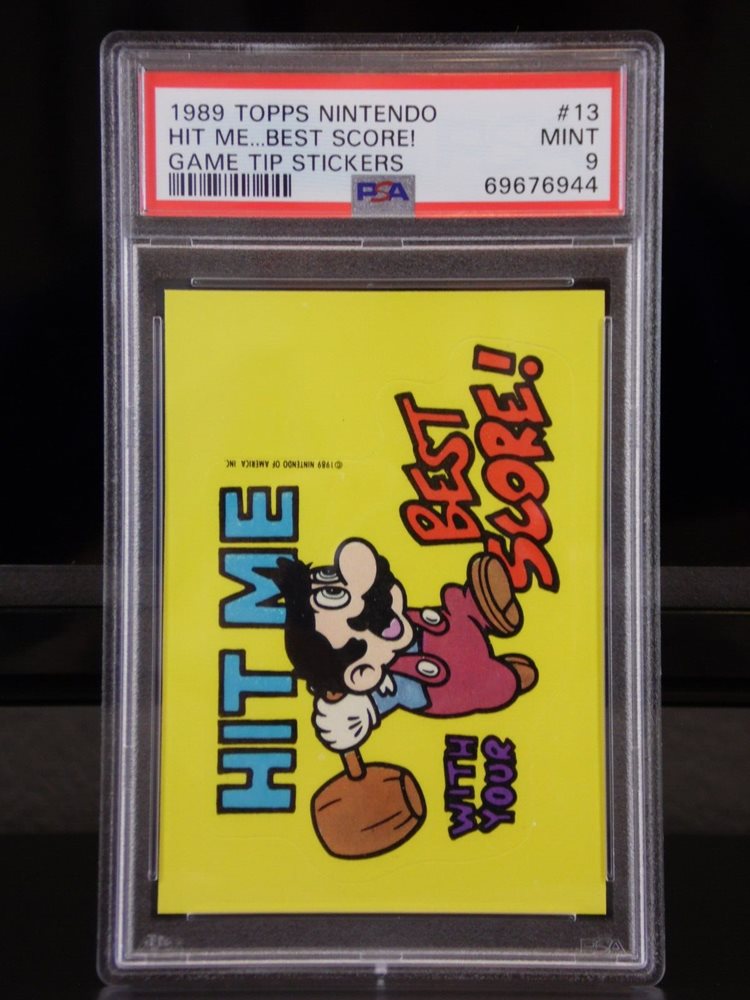 1989 TOPPS NINTENDO #13
HIT ME...BEST SCORE! MINT
GAME TIP STICKERS 9
PSA 69676944
HIT ME
WITH
YOUR
BEST
SCORE!
©1989 NINTENDO OF AMERICA INC.
PSA